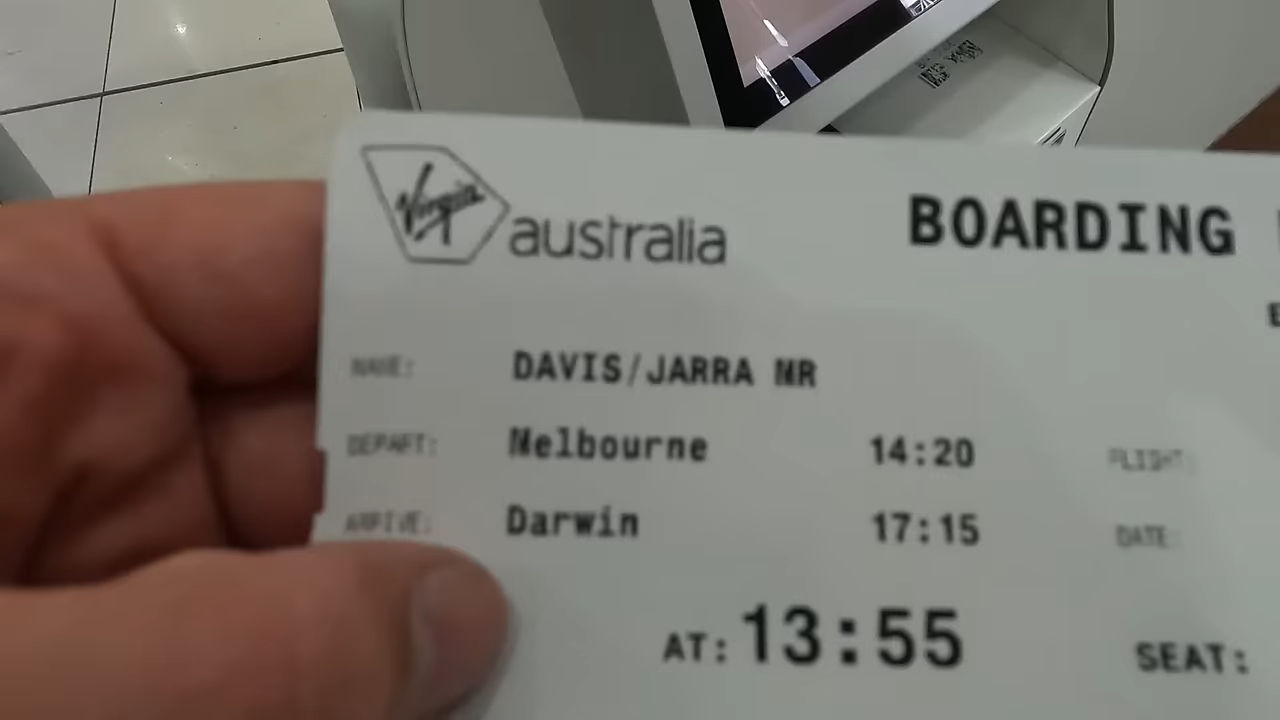 Virgin australia
BOARDING
NAME: DAVIS/JARRA MR
DEPART: Melbourne 14:20 FLIGHT:
ARRIVE: Darwin 17:15 DATE:
AT: 13:55 SEAT: